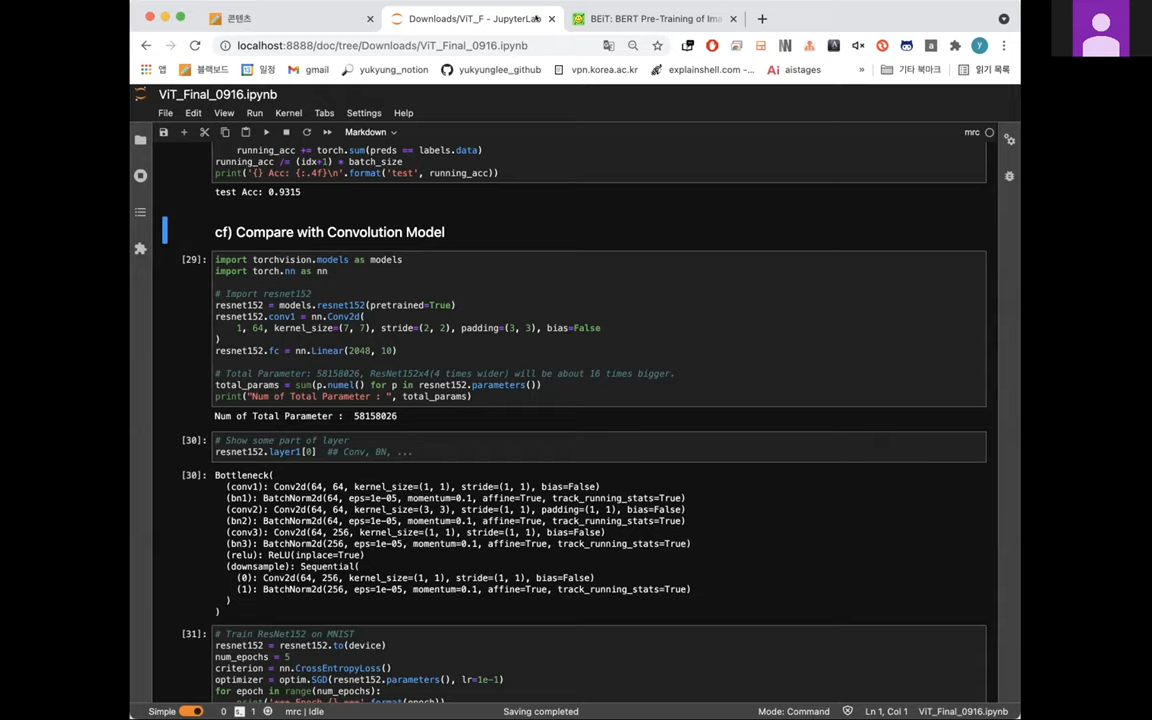 콘텐츠
Downloads/ViT_F - JupyterLab
BEiT: BERT Pre-Training of Ima
localhost:8888/doc/tree/Downloads/ViT_Final_0916.ipynb
앱
블랙보드
일정
gmail
yukyung_notion
yukyunglee_github
vpn.korea.ac.kr
explainshell.com -...
aistages
»
기타 북마크
읽기 목록
ViT_Final_0916.ipynb
File Edit View Run Kernel Tabs Settings Help
Markdown
mrc
running_acc += torch.sum(preds == labels.data)
running_acc /= (idx+1) * batch_size
print('{} Acc: {:.4f}\n'.format('test', running_acc))
test Acc: 0.9315
cf) Compare with Convolution Model
[29]:
import torchvision.models as models
import torch.nn as nn
# Import resnet152
resnet152 = models.resnet152(pretrained=True)
resnet152.conv1 = nn.Conv2d(
1, 64, kernel_size=(7, 7), stride=(2, 2), padding=(3, 3), bias=False
)
resnet152.fc = nn.Linear(2048, 10)
# Total Parameter: 58158026, ResNet152x4(4 times wider) will be about 16 times bigger.
total_params = sum(p.numel() for p in resnet152.parameters())
print("Num of Total Parameter : ", total_params)
Num of Total Parameter :  58158026
[30]:
# Show some part of layer
resnet152.layer1[0]  ## Conv, BN, ...
[30]:
Bottleneck(
(conv1): Conv2d(64, 64, kernel_size=(1, 1), stride=(1, 1), bias=False)
(bn1): BatchNorm2d(64, eps=1e-05, momentum=0.1, affine=True, track_running_stats=True)
(conv2): Conv2d(64, 64, kernel_size=(3, 3), stride=(1, 1), padding=(1, 1), bias=False)
(bn2): BatchNorm2d(64, eps=1e-05, momentum=0.1, affine=True, track_running_stats=True)
(conv3): Conv2d(64, 256, kernel_size=(1, 1), stride=(1, 1), bias=False)
(bn3): BatchNorm2d(256, eps=1e-05, momentum=0.1, affine=True, track_running_stats=True)
(relu): ReLU(inplace=True)
(downsample): Sequential(
(0): Conv2d(64, 256, kernel_size=(1, 1), stride=(1, 1), bias=False)
(1): BatchNorm2d(256, eps=1e-05, momentum=0.1, affine=True, track_running_stats=True)
)
)
[31]:
# Train ResNet152 on MNIST
resnet152 = resnet152.to(device)
num_epochs = 5
criterion = nn.CrossEntropyLoss()
optimizer = optim.SGD(resnet152.parameters(), lr=1e-1)
for epoch in range(num_epochs):
Simple 0 1 mrc | Idle Saving completed Mode: Command Ln 1, Col 1 ViT_Final_0916.ipynb